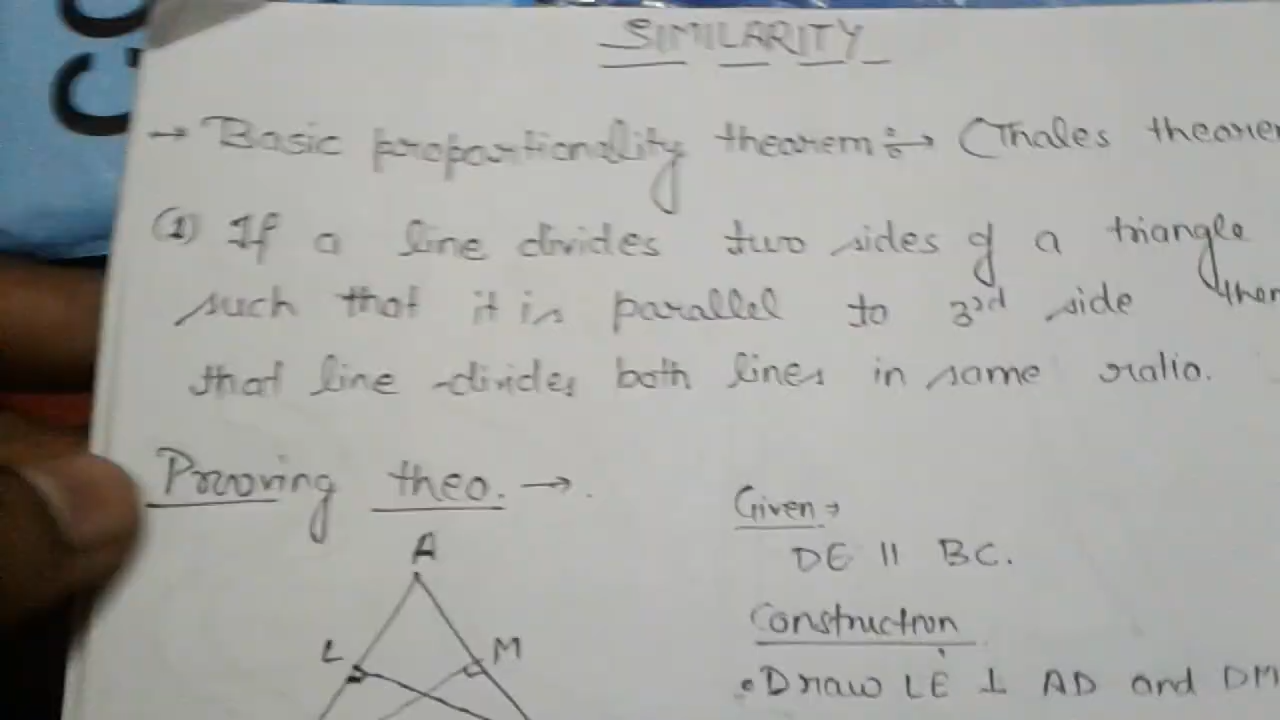 SIMILARITY
→ Basic proportionality theorem :→ (Thales theorem
(1) If a line divides two sides of a triangle
such that it is parallel to 3rd side then
that line divides both lines in same ratio.
Prooving theo. →.
A
L
M
Given →
DE || BC.
Construction
• Draw LE ⊥ AD and DM